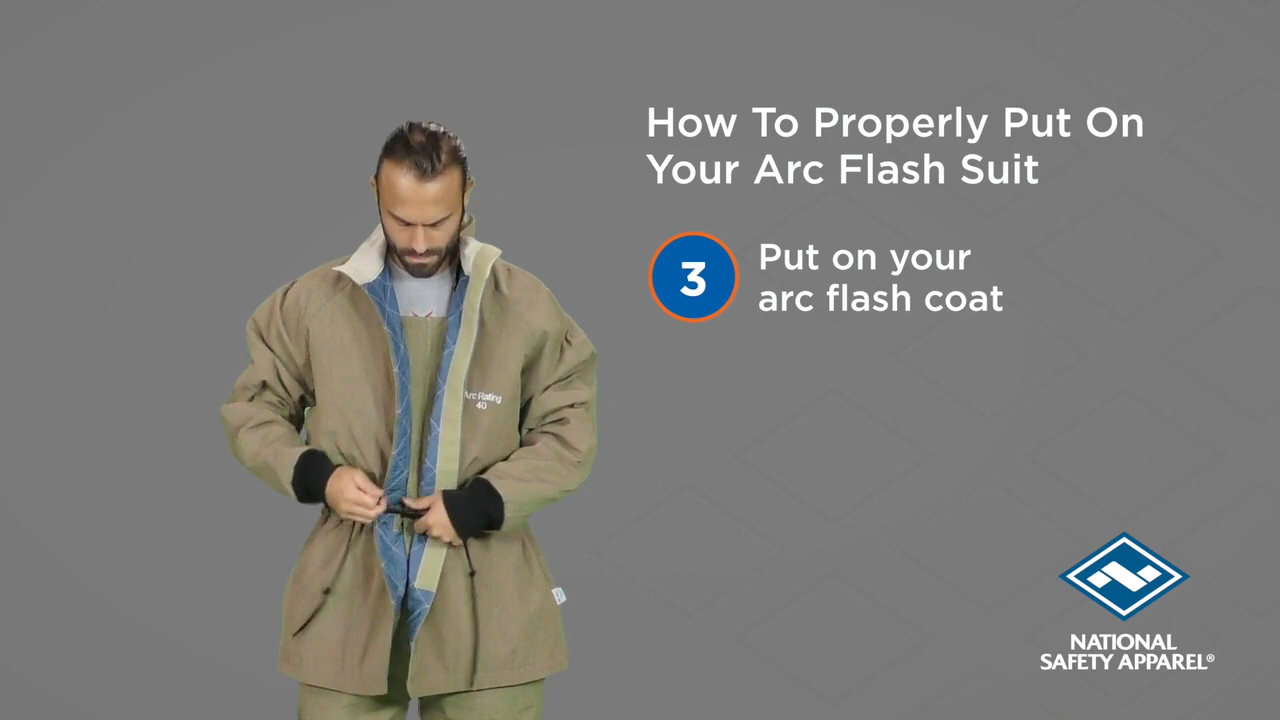 How To Properly Put On
Your Arc Flash Suit
3
Put on your
arc flash coat
Arc Rating
40
NATIONAL
SAFETY APPAREL®